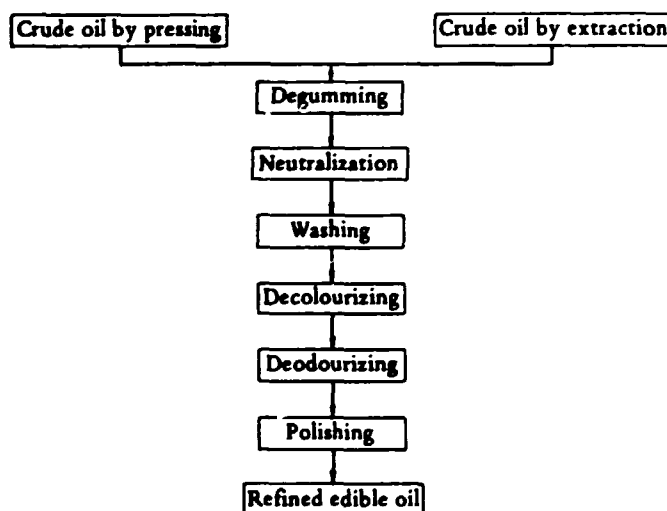 Crude oil by pressing
Crude oil by extraction
Degumming
Neutralization
Washing
Decolourizing
Deodourizing
Polishing
Refined edible oil